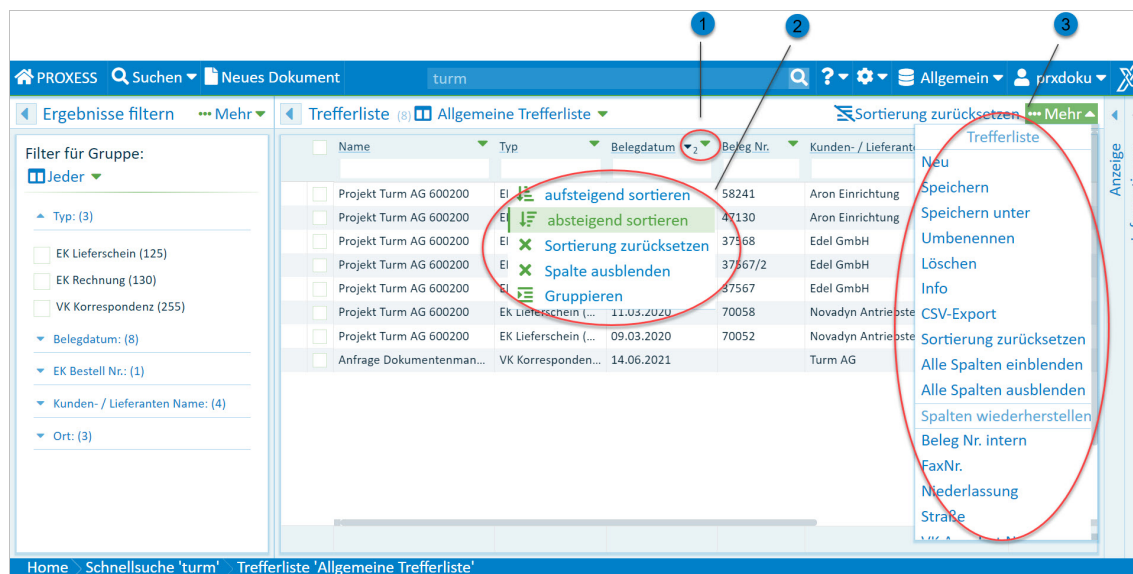 1 2 3
PROXESS Suchen Neues Dokument turm ? Allgemein prxdoku
Ergebnisse filtern ••• Mehr
Trefferliste (8) Allgemeine Trefferliste Sortierung zurücksetzen ••• Mehr
Filter für Gruppe:
Jeder
Typ: (3)
EK Lieferschein (125)
EK Rechnung (130)
VK Korrespondenz (255)
Belegdatum: (8)
EK Bestell Nr.: (1)
Kunden- / Lieferanten Name: (4)
Ort: (3)
Name Typ Belegdatum 2 Beleg Nr. Kunden- / Lieferant
Projekt Turm AG 600200 58241 Aron Einrichtung
Projekt Turm AG 600200 47130 Aron Einrichtung
Projekt Turm AG 600200 37568 Edel GmbH
Projekt Turm AG 600200 37567/2 Edel GmbH
Projekt Turm AG 600200 37567 Edel GmbH
Projekt Turm AG 600200 EK Lieferschein (... 11.03.2020 70058 Novadyn Antriebste
Projekt Turm AG 600200 EK Lieferschein (... 09.03.2020 70052 Novadyn Antriebste
Anfrage Dokumentenman... VK Korresponden... 14.06.2021 Turm AG
aufsteigend sortieren
absteigend sortieren
Sortierung zurücksetzen
Spalte ausblenden
Gruppieren
Trefferliste
Neu
Speichern
Speichern unter
Umbenennen
Löschen
Info
CSV-Export
Sortierung zurücksetzen
Alle Spalten einblenden
Alle Spalten ausblenden
Spalten wiederherstellen
Beleg Nr. intern
FaxNr.
Niederlassung
Straße
Anzeige
Home Schnellsuche 'turm' Trefferliste 'Allgemeine Trefferliste'